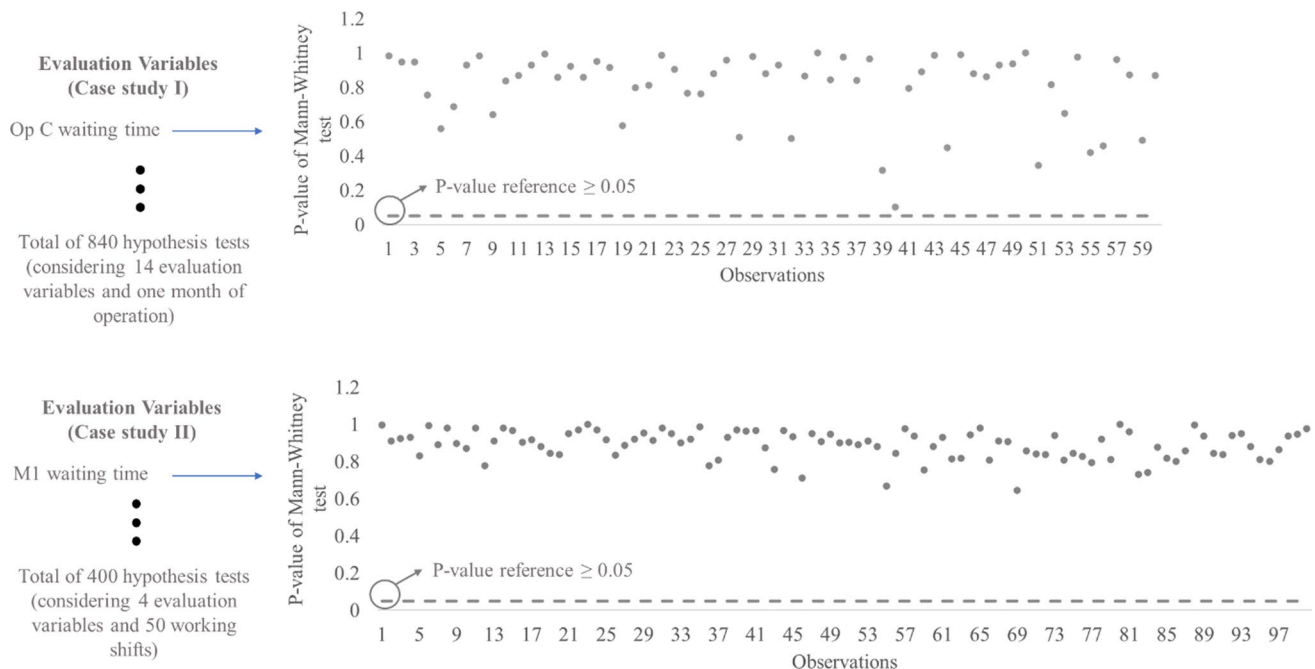 Evaluation Variables
(Case study I)
Op C waiting time
Total of 840 hypothesis tests
(considering 14 evaluation
variables and one month of
operation)
P-value of Mann-Whitney
test
1.2
1
0.8
0.6
0.4
0.2
0
P-value reference ≥ 0.05
1 3 5 7 9 11 13 15 17 19 21 23 25 27 29 31 33 35 37 39 41 43 45 47 49 51 53 55 57 59
Observations
Evaluation Variables
(Case study II)
M1 waiting time
Total of 400 hypothesis tests
(considering 4 evaluation
variables and 50 working
shifts)
P-value of Mann-Whitney
test
1.2
1
0.8
0.6
0.4
0.2
0
P-value reference ≥ 0.05
1 5 9 13 17 21 25 29 33 37 41 45 49 53 57 61 65 69 73 77 81 85 89 93 97
Observations